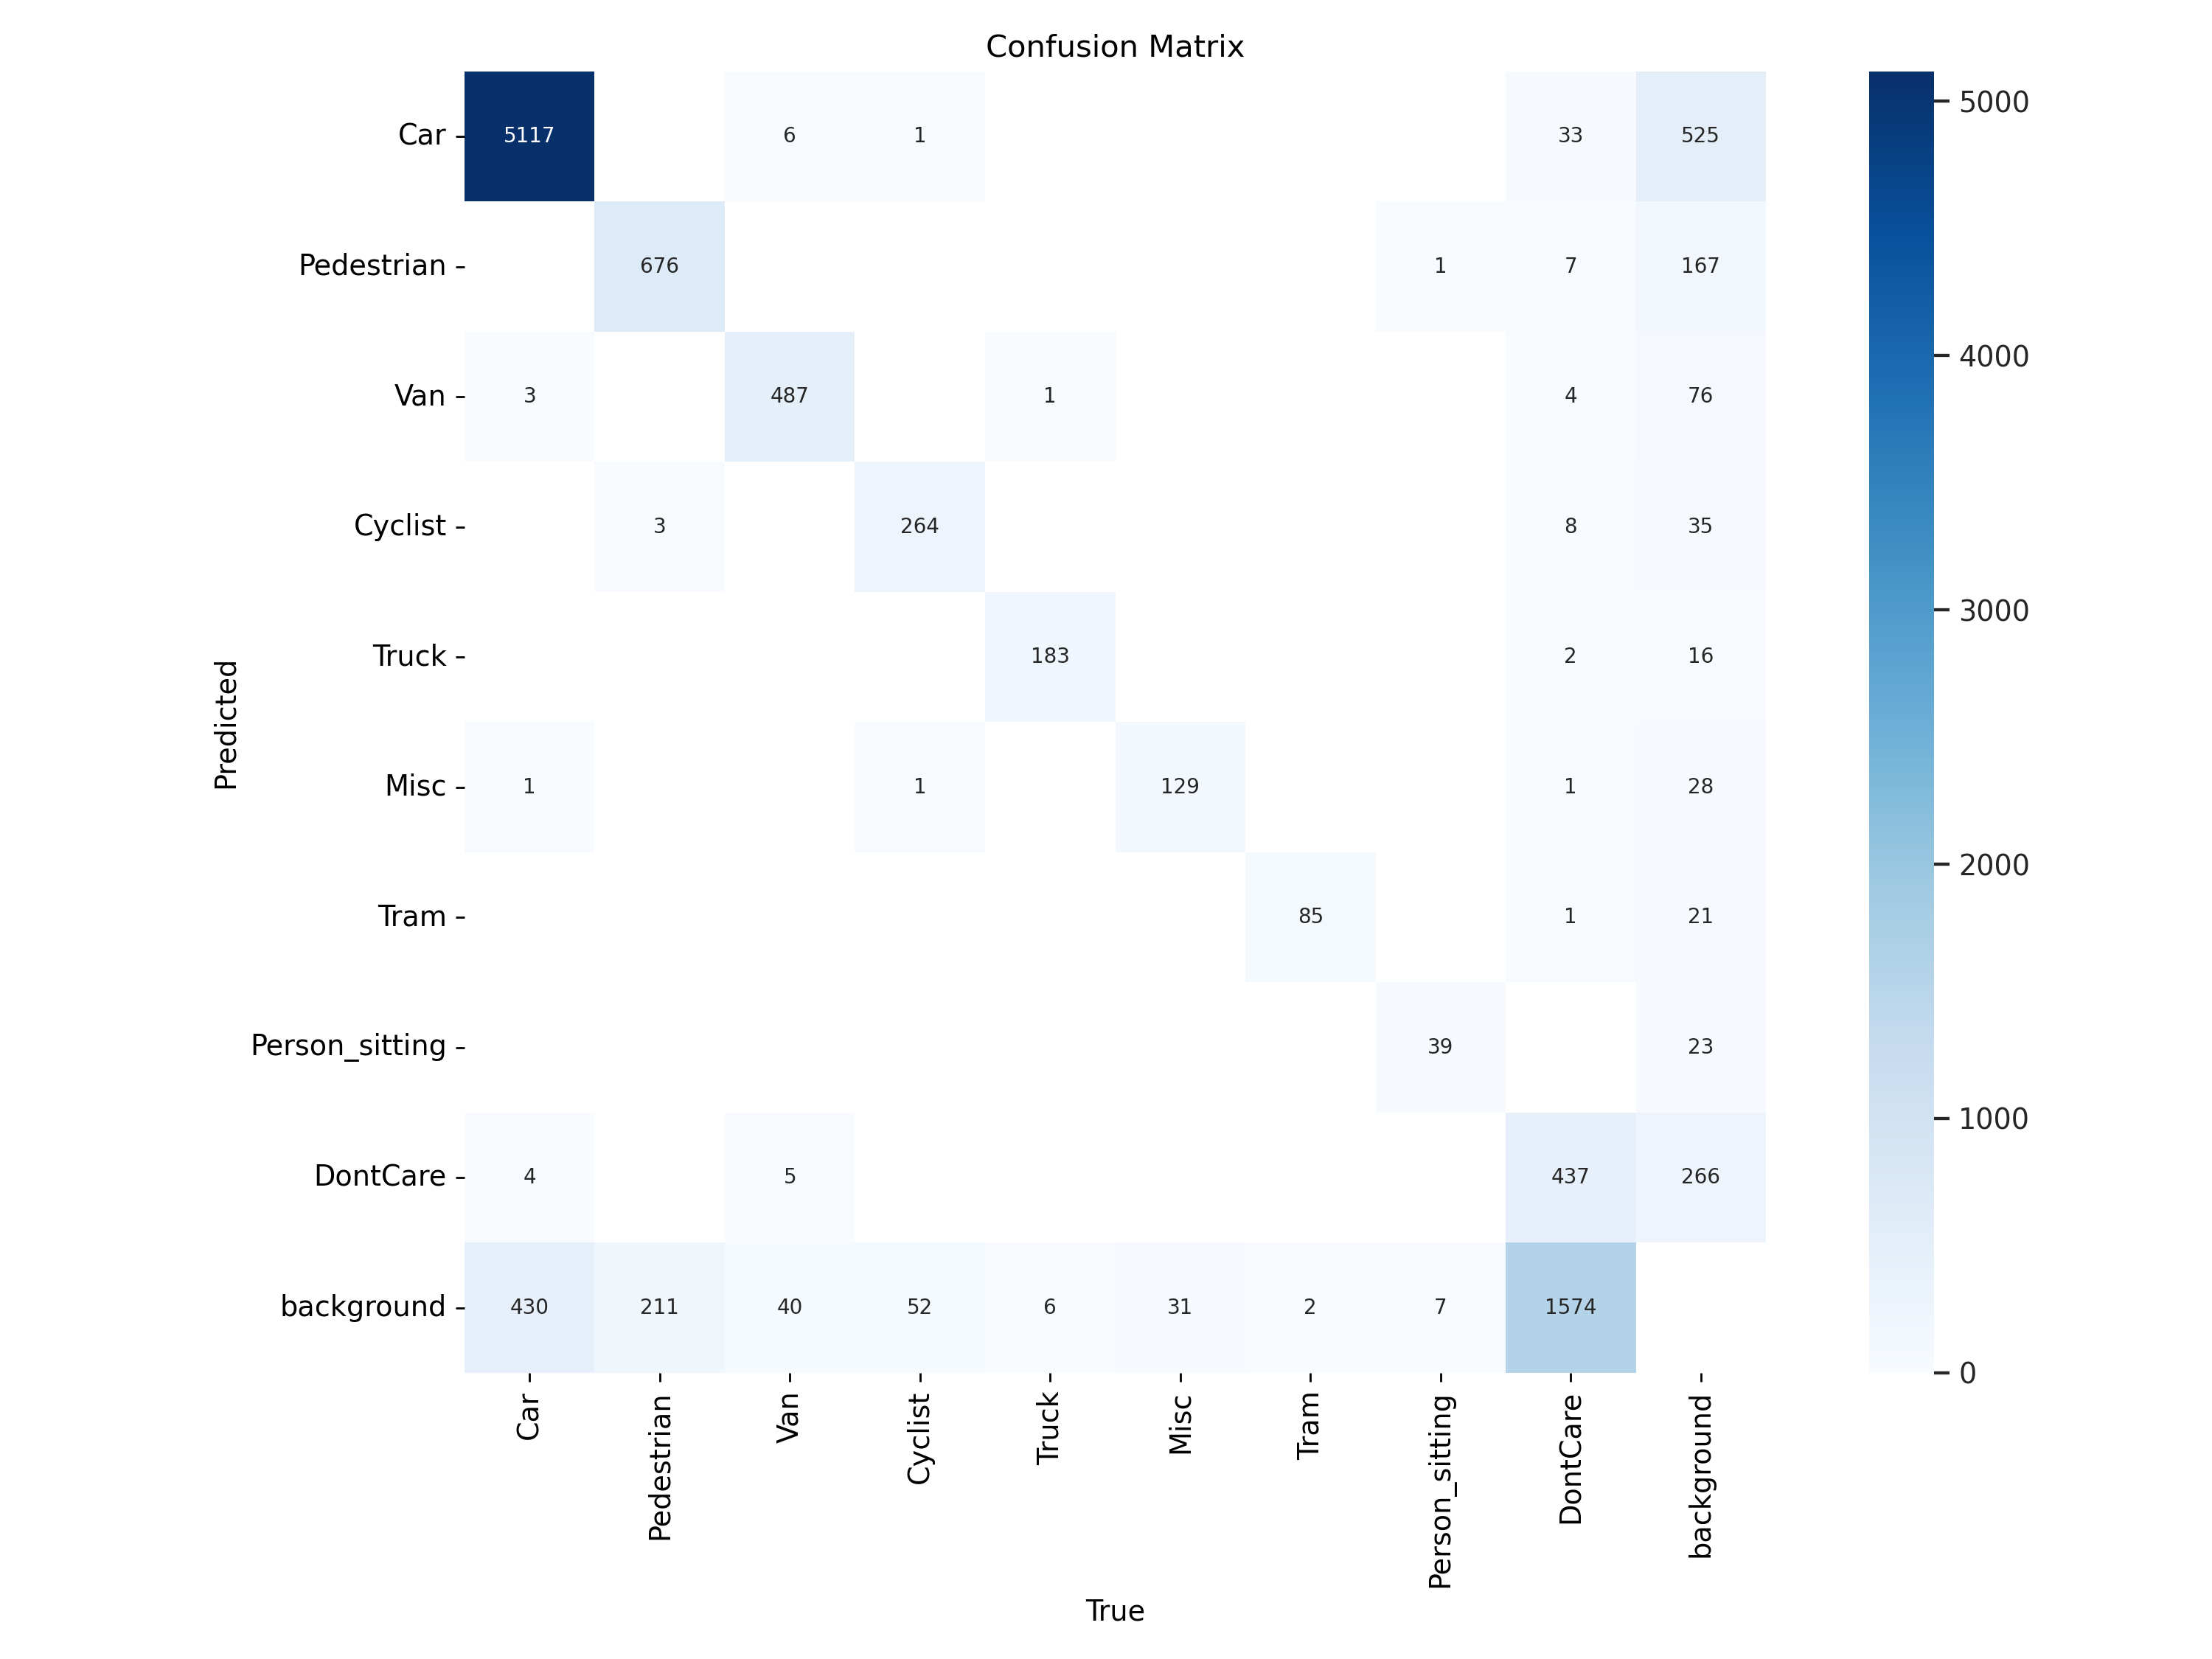 Confusion Matrix
Car 5117 6 1 33 525
Pedestrian 676 1 7 167
Van 3 487 1 4 76
Cyclist 3 264 8 35
Truck 183 2 16
Misc 1 1 129 1 28
Tram 85 1 21
Person_sitting 39 23
DontCare 4 5 437 266
background 430 211 40 52 6 31 2 7 1574
Predicted
Car Pedestrian Van Cyclist Truck Misc Tram Person_sitting DontCare background
True
5000
4000
3000
2000
1000
0